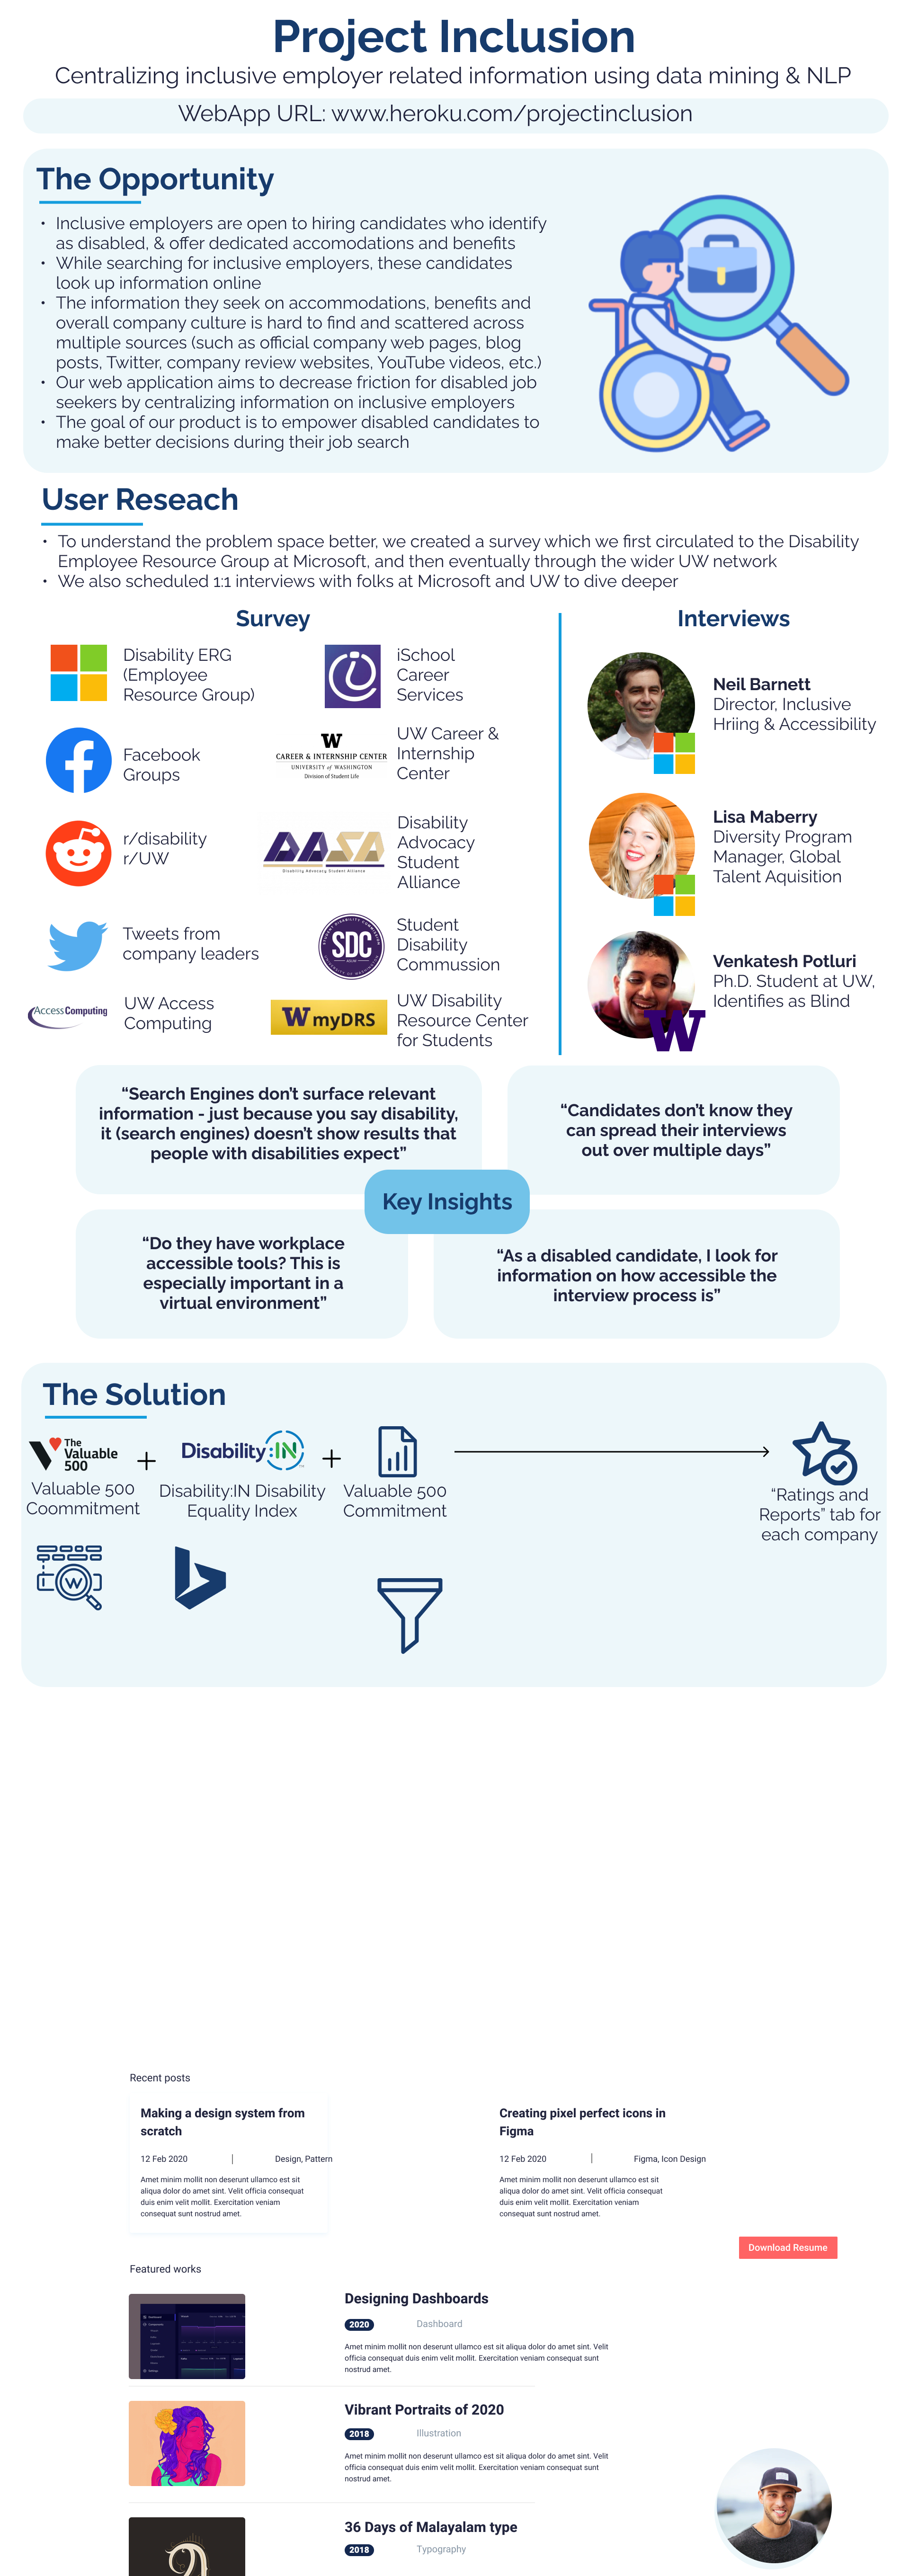 Project Inclusion
Centralizing inclusive employer related information using data mining & NLP
WebApp URL: www.heroku.com/projectinclusion
The Opportunity
• Inclusive employers are open to hiring candidates who identify
as disabled, & offer dedicated accomodations and benefits
• While searching for inclusive employers, these candidates
look up information online
• The information they seek on accommodations, benefits and
overall company culture is hard to find and scattered across
multiple sources (such as official company web pages, blog
posts, Twitter, company review websites, YouTube videos, etc.)
• Our web application aims to decrease friction for disabled job
seekers by centralizing information on inclusive employers
• The goal of our product is to empower disabled candidates to
make better decisions during their job search
User Reseach
• To understand the problem space better, we created a survey which we first circulated to the Disability
Employee Resource Group at Microsoft, and then eventually through the wider UW network
• We also scheduled 1:1 interviews with folks at Microsoft and UW to dive deeper
Survey
Disability ERG
(Employee
Resource Group)
iSchool
Career
Services
Facebook
Groups
W
CAREER & INTERNSHIP CENTER
UNIVERSITY of WASHINGTON
Division of Student Life
UW Career &
Internship
Center
r/disability
r/UW
DASA
Disability Advocacy Student Alliance
Disability
Advocacy
Student
Alliance
Tweets from
company leaders
SDC
Student
Disability
Commussion
AccessComputing
UW Access
Computing
W myDRS
UW Disability
Resource Center
for Students
Interviews
Neil Barnett
Director, Inclusive
Hriing & Accessibility
Lisa Maberry
Diversity Program
Manager, Global
Talent Aquisition
Venkatesh Potluri
Ph.D. Student at UW,
Identifies as Blind
W
“Search Engines don’t surface relevant
information - just because you say disability,
it (search engines) doesn’t show results that
people with disabilities expect”
“Candidates don’t know they
can spread their interviews
out over multiple days”
Key Insights
“Do they have workplace
accessible tools? This is
especially important in a
virtual environment”
“As a disabled candidate, I look for
information on how accessible the
interview process is”
The Solution
The
Valuable
500
+
Disability:IN
+
Valuable 500
Coommitment
Disability:IN Disability
Equality Index
Valuable 500
Commitment
“Ratings and
Reports” tab for
each company
W
Recent posts
Making a design system from
scratch
12 Feb 2020 | Design, Pattern
Amet minim mollit non deserunt ullamco est sit
aliqua dolor do amet sint. Velit officia consequat
duis enim velit mollit. Exercitation veniam
consequat sunt nostrud amet.
Creating pixel perfect icons in
Figma
12 Feb 2020 | Figma, Icon Design
Amet minim mollit non deserunt ullamco est sit
aliqua dolor do amet sint. Velit officia consequat
duis enim velit mollit. Exercitation veniam
consequat sunt nostrud amet.
Download Resume
Featured works
Designing Dashboards
2020 Dashboard
Amet minim mollit non deserunt ullamco est sit aliqua dolor do amet sint. Velit
officia consequat duis enim velit mollit. Exercitation veniam consequat sunt
nostrud amet.
Vibrant Portraits of 2020
2018 Illustration
Amet minim mollit non deserunt ullamco est sit aliqua dolor do amet sint. Velit
officia consequat duis enim velit mollit. Exercitation veniam consequat sunt
nostrud amet.
36 Days of Malayalam type
2018 Typography